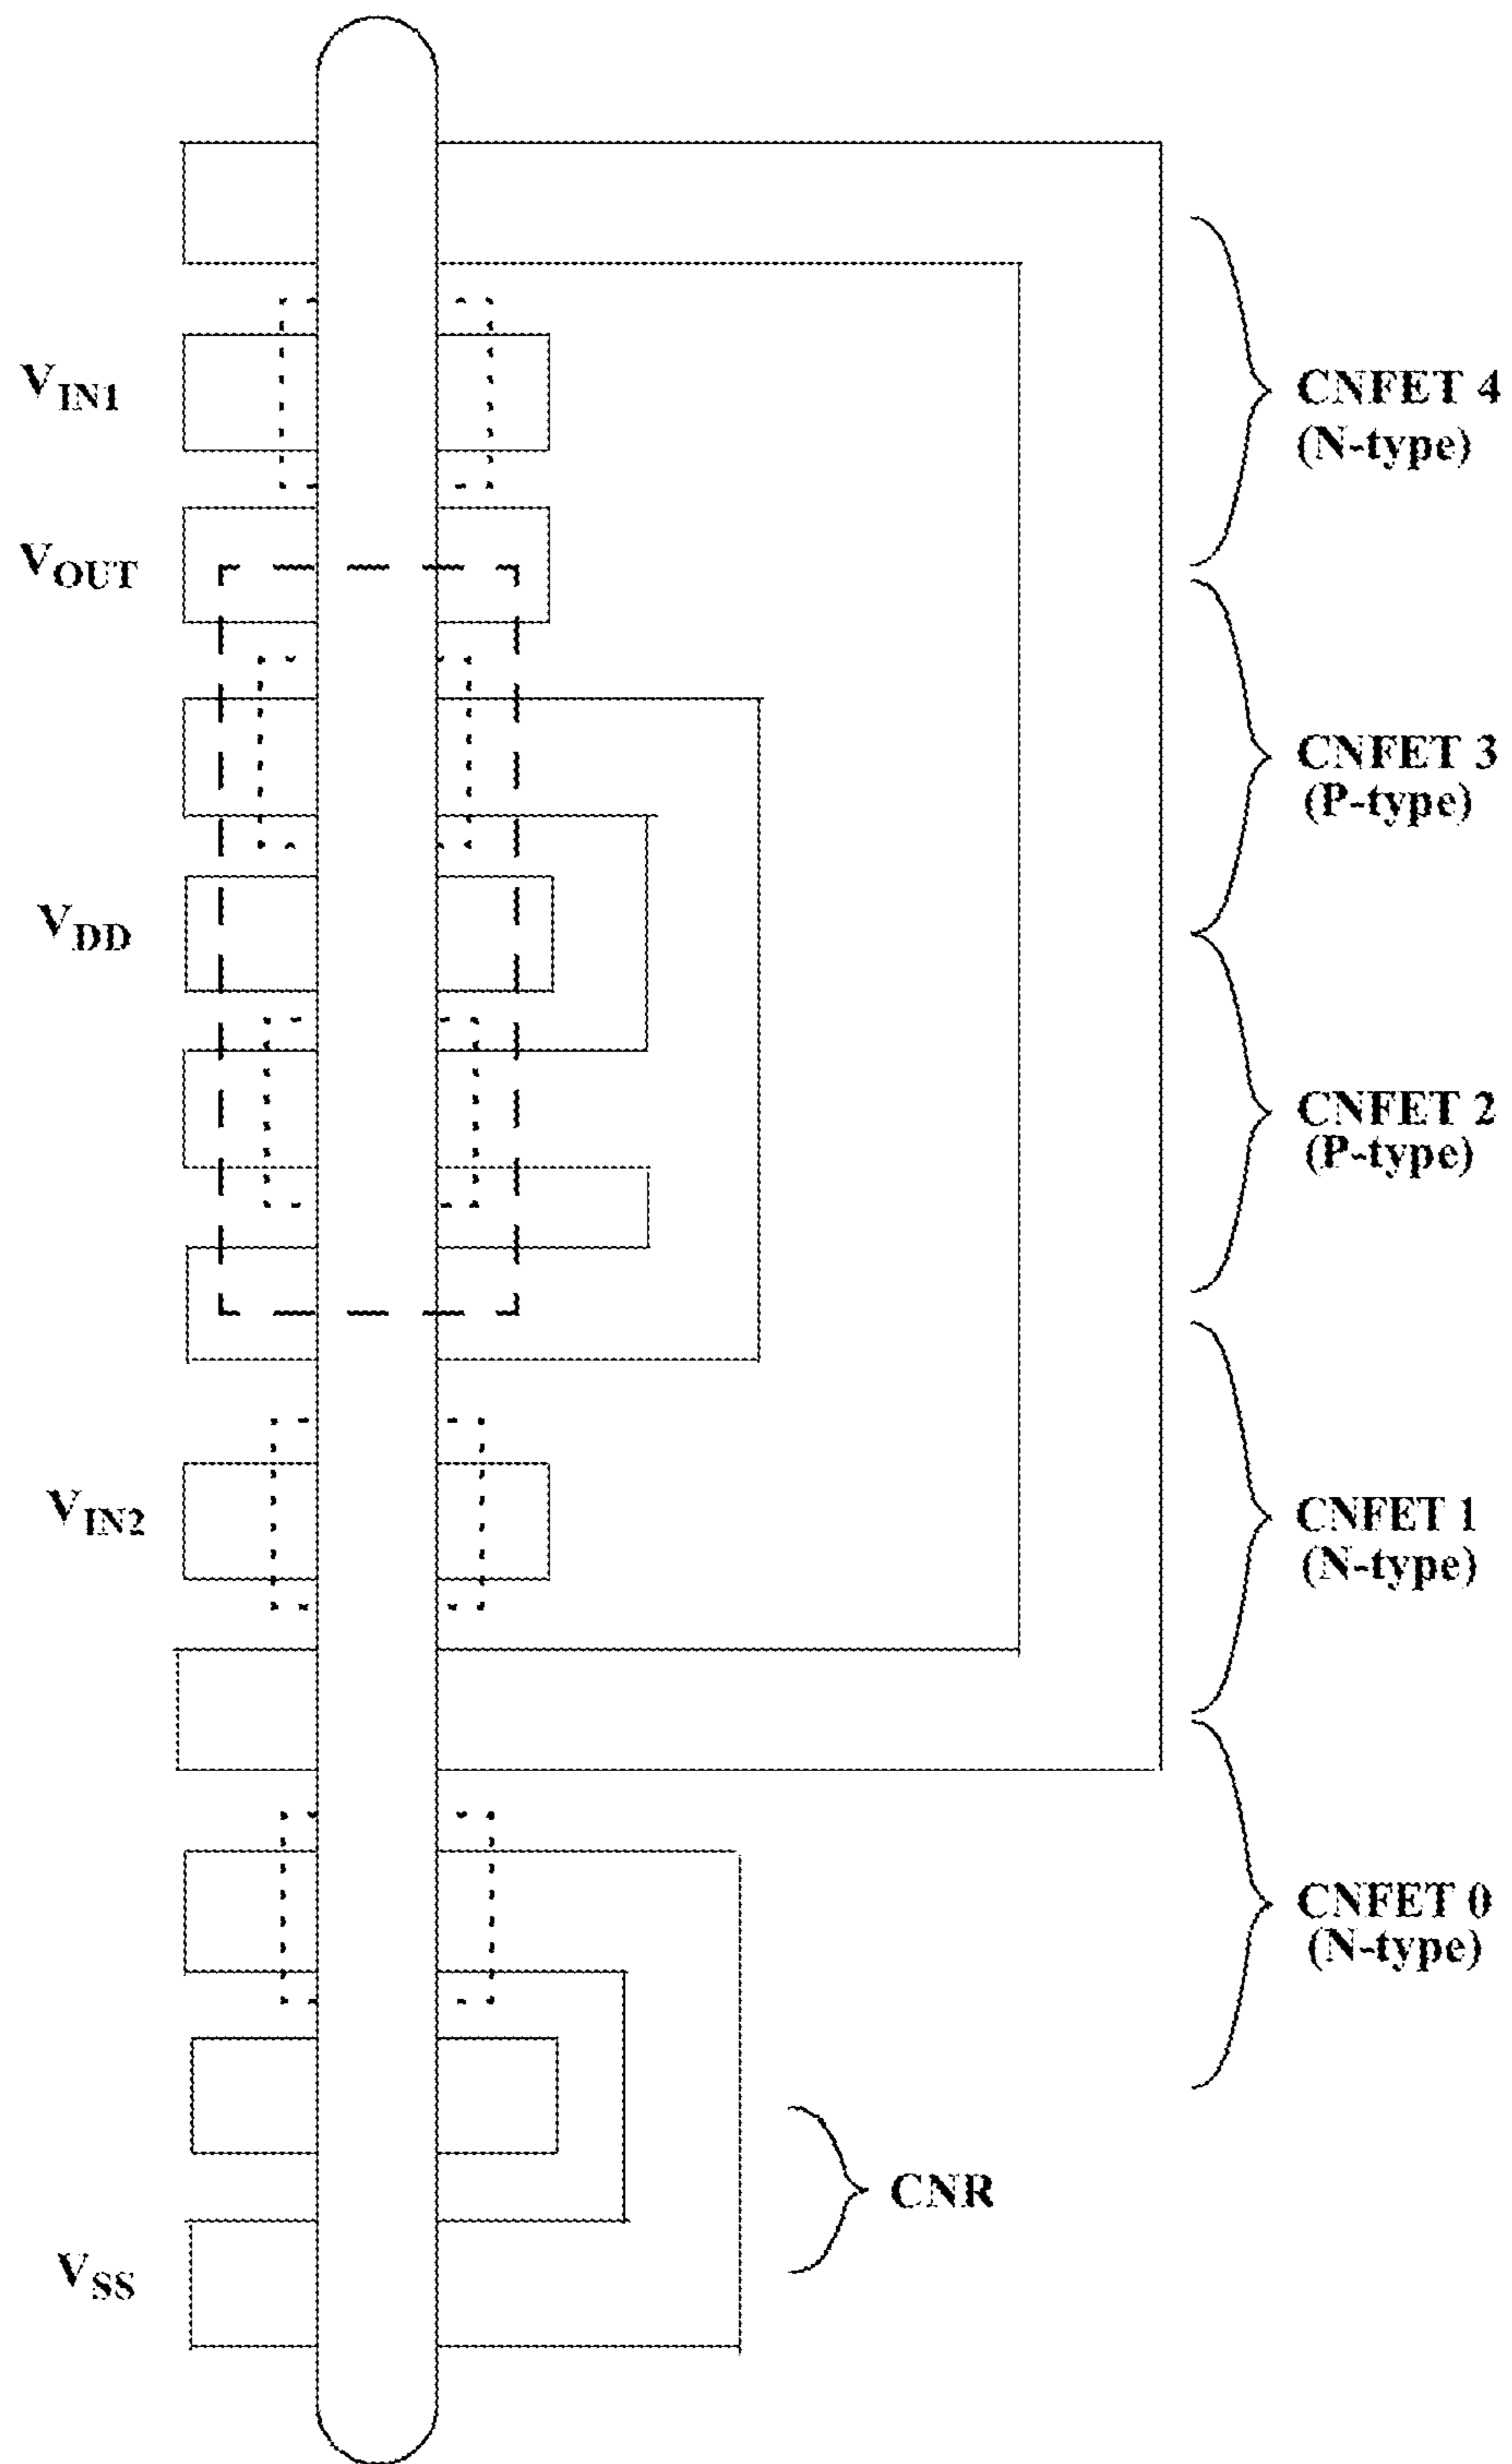 V_IN1
CNFET 4
(N-type)
V_OUT
CNFET 3
(P-type)
V_DD
CNFET 2
(P-type)
V_IN2
CNFET 1
(N-type)
CNFET 0
(N-type)
CNR
V_SS